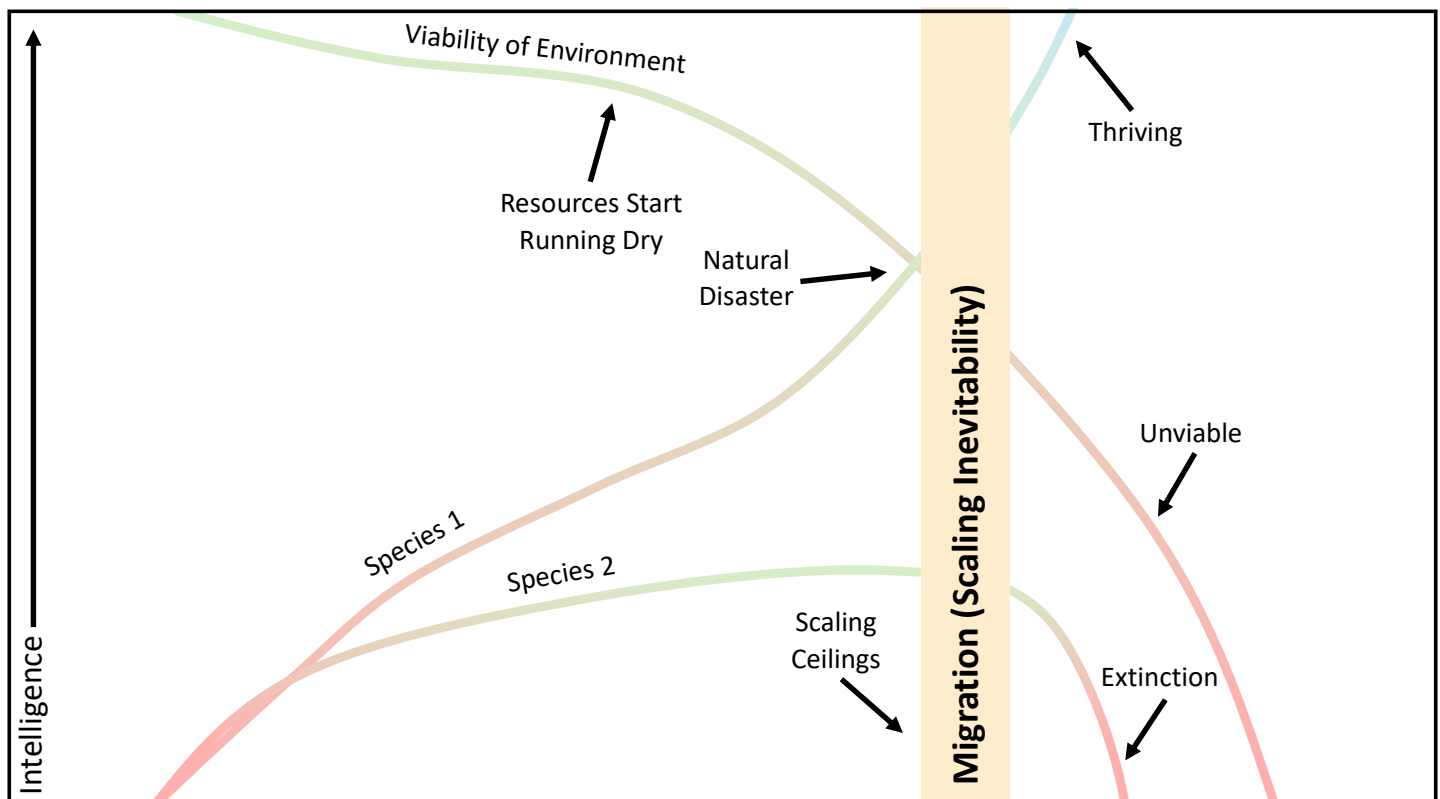 Viability of Environment
Thriving
Resources Start
Running Dry
Natural
Disaster
Migration (Scaling Inevitability)
Unviable
Species 1
Species 2
Scaling
Ceilings
Extinction
Intelligence